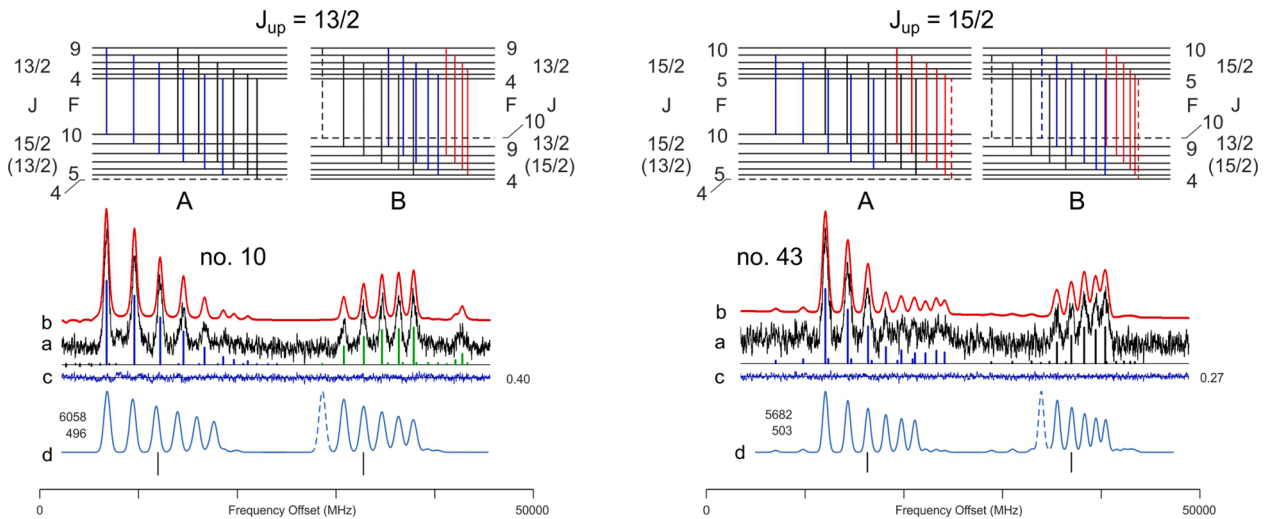 J up = 13/2
9
13/2
4
J F
10
15/2
(13/2)
5
4
A
9
13/2
4
F J
10
13/2
9
(15/2)
4
B
no. 10
b
a
c
0.40
6058
496
d
0
50000
Frequency Offset (MHz)
J up = 15/2
10
15/2
5
J F
10
15/2
(13/2)
5
4
A
10
15/2
5
F J
10
13/2
9
(15/2)
4
B
no. 43
b
a
c
0.27
5682
503
d
0
50000
Frequency Offset (MHz)